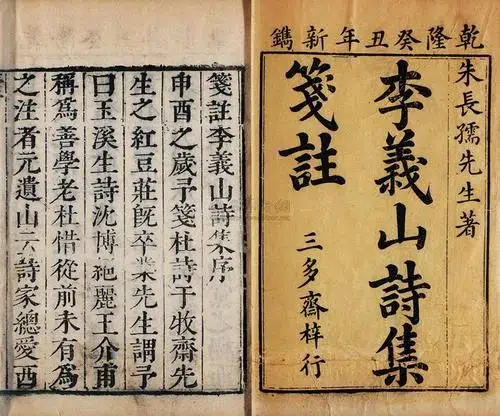 乾隆癸丑年新鐫
朱長孺先生著
李義山詩集
箋註
三多齋梓行
箋註李義山詩集序
申酉之歲予箋杜詩于牧齋先
生之紅豆莊既卒業先生謂予
曰玉溪生詩沈博絶麗王介甫
稱爲善學老杜惜從前未有爲
之注者元遺山云詩家總愛西